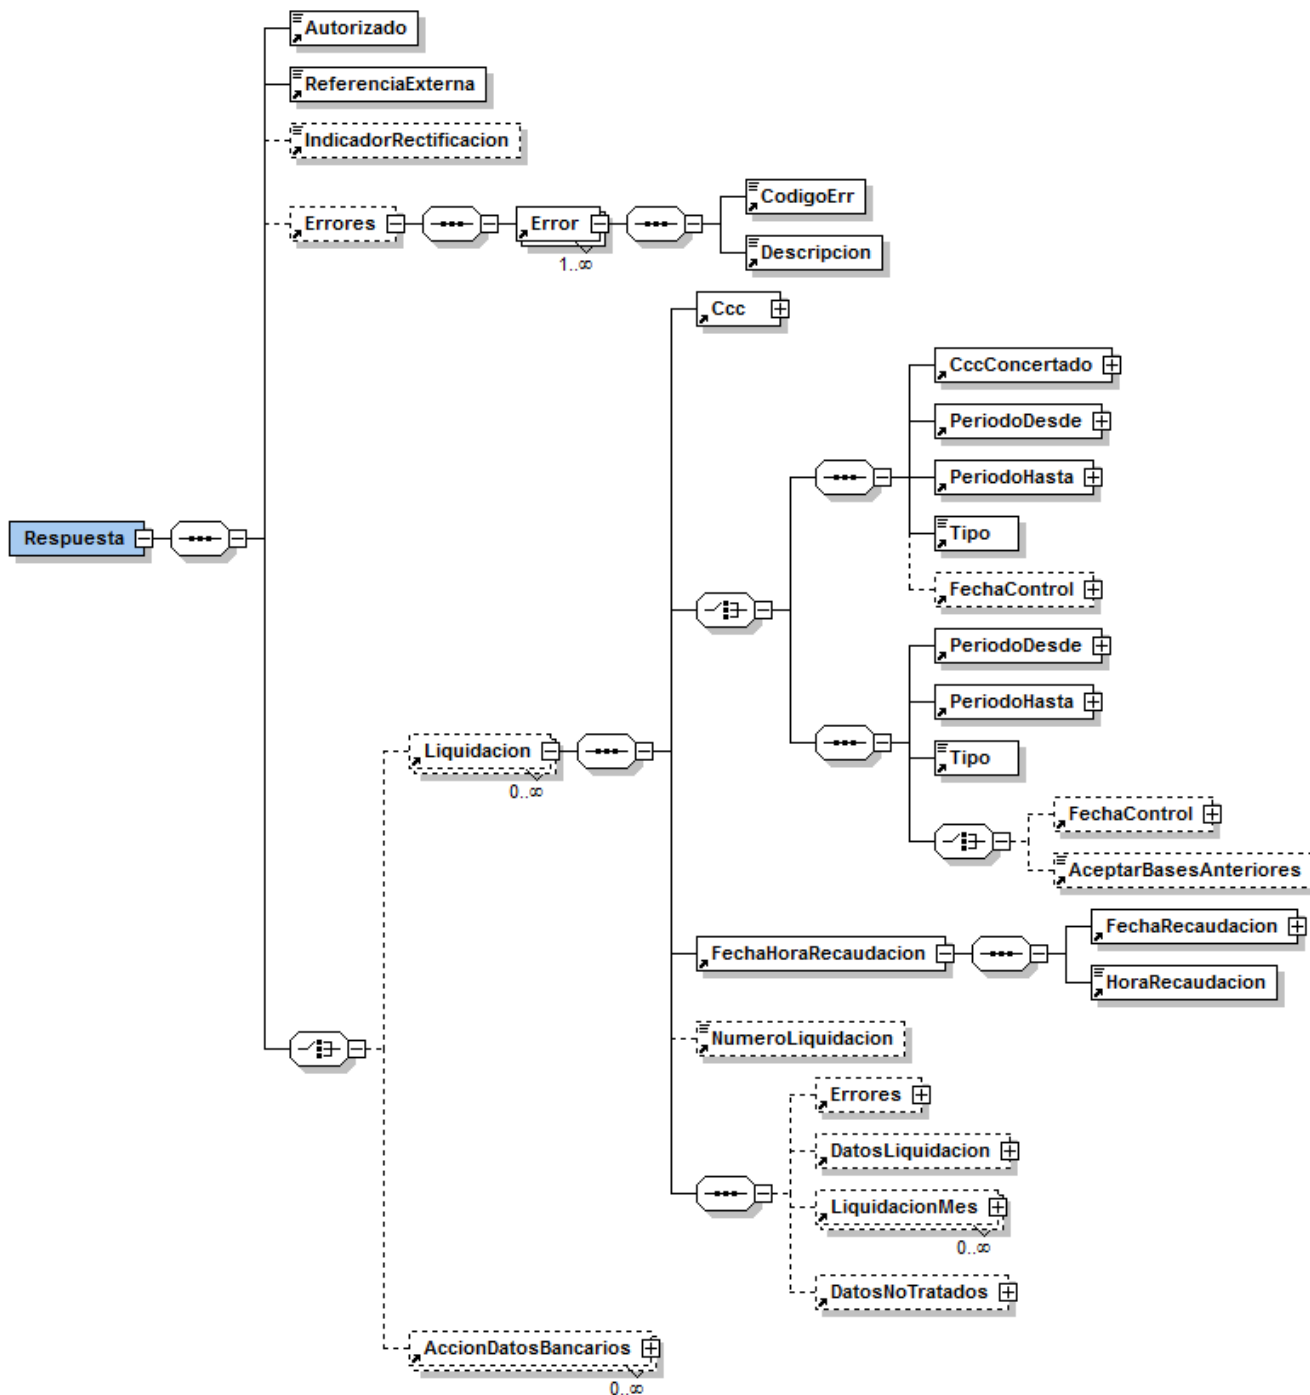 Autorizado
ReferenciaExterna
IndicadorRectificacion
Errores
Error
1..∞
CodigoErr
Descripcion
Ccc
CccConcertado
PeriodoDesde
PeriodoHasta
Tipo
FechaControl
Respuesta
PeriodoDesde
PeriodoHasta
Tipo
Liquidacion
0..∞
FechaControl
AceptarBasesAnteriores
FechaHoraRecaudacion
FechaRecaudacion
HoraRecaudacion
NumeroLiquidacion
Errores
DatosLiquidacion
LiquidacionMes
0..∞
DatosNoTratados
AccionDatosBancarios
0..∞